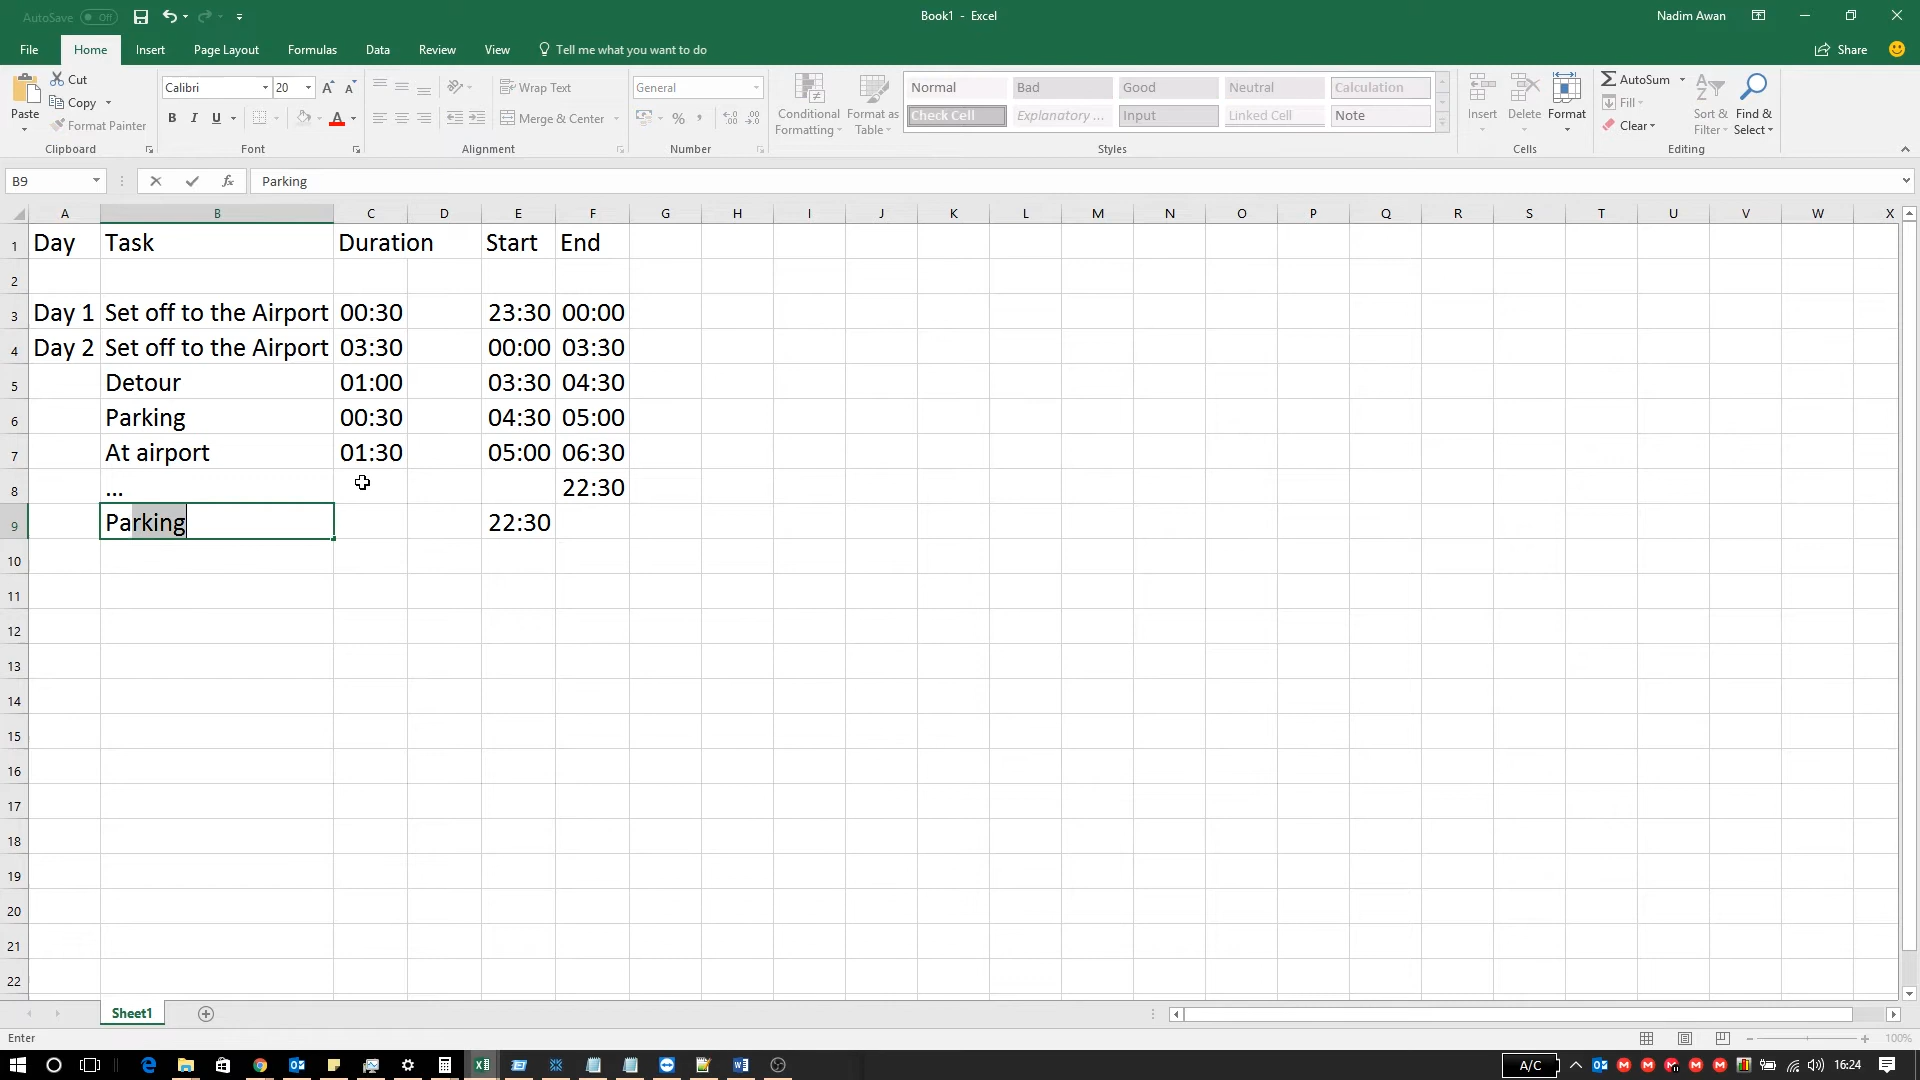 AutoSave Off
Book1 - Excel
Nadim Awan
File Home Insert Page Layout Formulas Data Review View Tell me what you want to do Share
Cut
Copy
Format Painter
Paste
Clipboard
Calibri 20
B I U A
Font
Wrap Text
Merge & Center
Alignment
General
%
Number
Conditional Formatting
Format as Table
Normal Bad Good Neutral Calculation
Check Cell Explanatory ... Input Linked Cell Note
Styles
Insert Delete Format
Cells
AutoSum
Fill
Clear
Sort & Filter
Find & Select
Editing
B9 fx Parking
A B C D E F G H I J K L M N O P Q R S T U V W X
1 Day Task Duration Start End
2
3 Day 1 Set off to the Airport 00:30 23:30 00:00
4 Day 2 Set off to the Airport 03:30 00:00 03:30
5 Detour 01:00 03:30 04:30
6 Parking 00:30 04:30 05:00
7 At airport 01:30 05:00 06:30
8 ... 22:30
9 Parking 22:30
10
11
12
13
14
15
16
17
18
19
20
21
22
Sheet1
Enter
100%
A/C
16:24